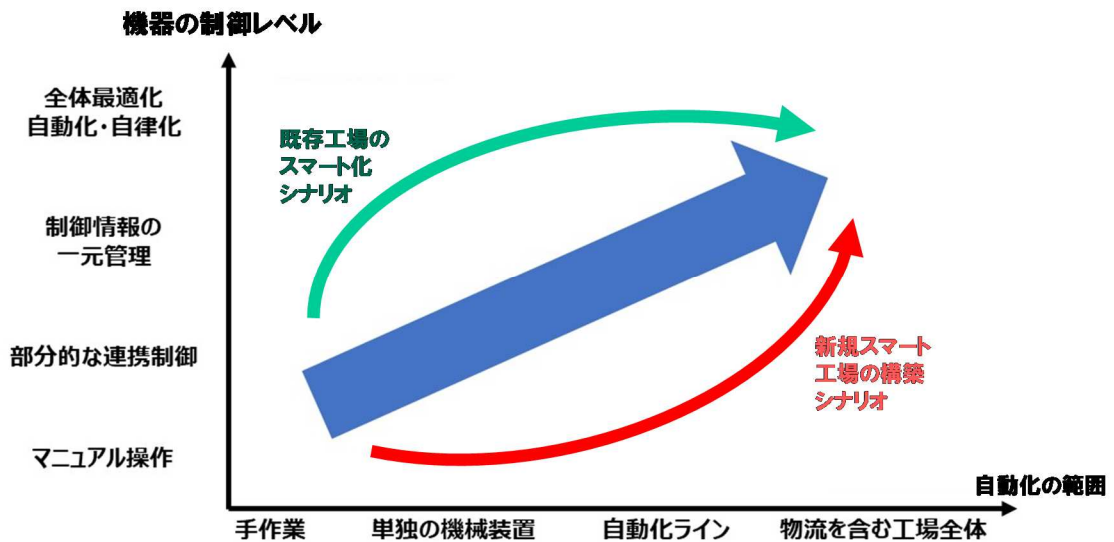 機器の制御レベル
全体最適化
自動化・自律化
既存工場の
スマート化
シナリオ
制御情報の
一元管理
部分的な連携制御
新規スマート
工場の構築
シナリオ
マニュアル操作
自動化の範囲
手作業
単独の機械装置
自動化ライン
物流を含む工場全体